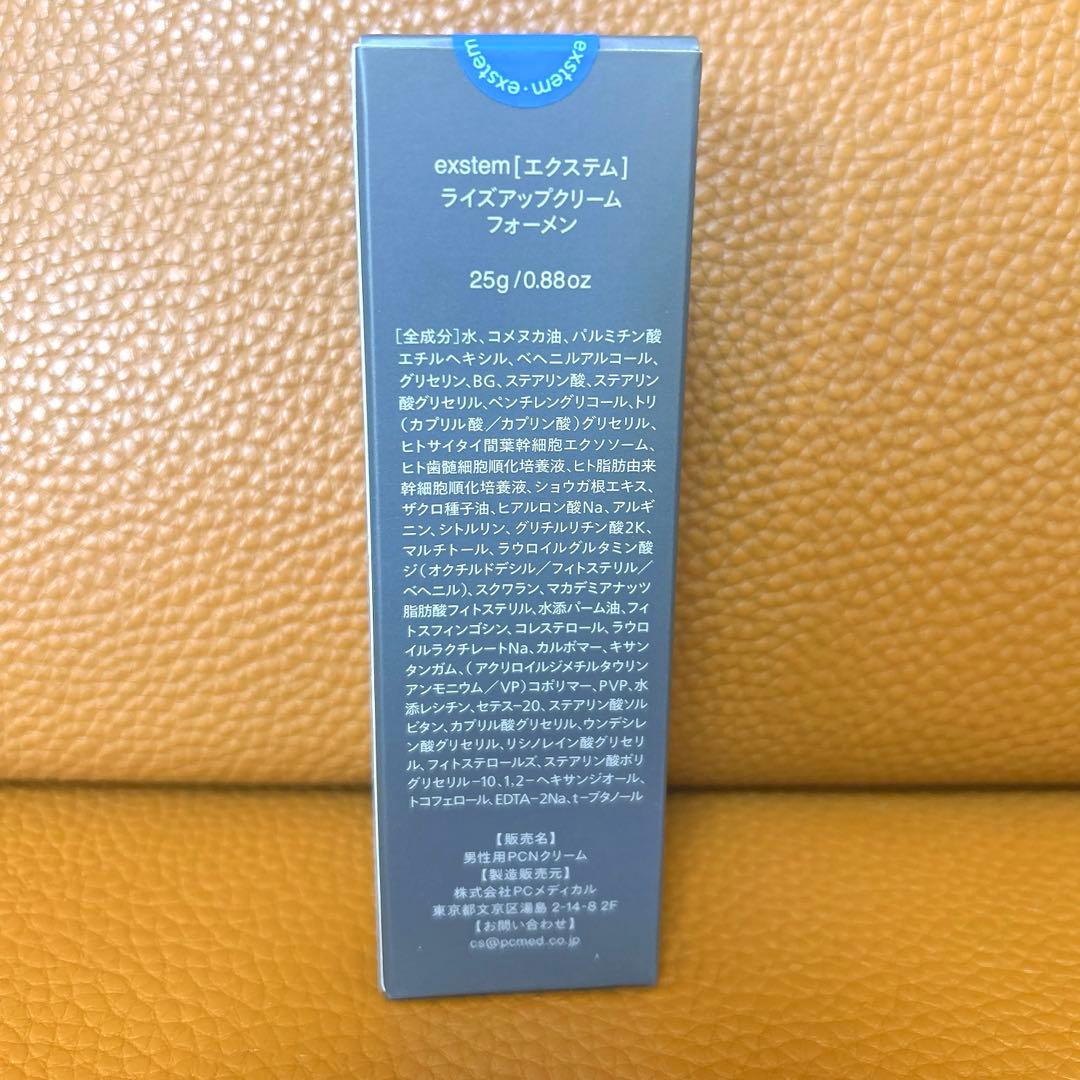 exstem・exstem
exstem[エクステム]
ライズアップクリーム
フォーメン
25g/0.88oz
[全成分]水、コメヌカ油、パルミチン酸
エチルヘキシル、ベヘニルアルコール、
グリセリン、BG、ステアリン酸、ステアリン
酸グリセリル、ペンチレングリコール、トリ
(カプリル酸/カプリン酸)グリセリル、
ヒトサイタイ間葉幹細胞エクソソーム、
ヒト歯髄細胞順化培養液、ヒト脂肪由来
幹細胞順化培養液、ショウガ根エキス、
ザクロ種子油、ヒアルロン酸Na、アルギ
ニン、シトルリン、グリチルリチン酸2K、
マルチトール、ラウロイルグルタミン酸
ジ(オクチルドデシル/フィトステリル/
ベヘニル)、スクワラン、マカデミアナッツ
脂肪酸フィトステリル、水添パーム油、フィ
トスフィンゴシン、コレステロール、ラウロ
イルラクチレートNa、カルボマー、キサン
タンガム、(アクリロイルジメチルタウリン
アンモニウム/VP)コポリマー、PVP、水
添レシチン、セテス-20、ステアリン酸ソル
ビタン、カプリル酸グリセリル、ウンデシレ
ン酸グリセリル、リシノレイン酸グリセリ
ル、フィトステロールズ、ステアリン酸ポリ
グリセリル-10、1,2-ヘキサンジオール、
トコフェロール、EDTA-2Na、t-ブタノール
【販売名】
男性用PCNクリーム
【製造販売元】
株式会社PCメディカル
東京都文京区湯島 2-14-8 2F
【お問い合わせ】
cs@pcmed.co.jp